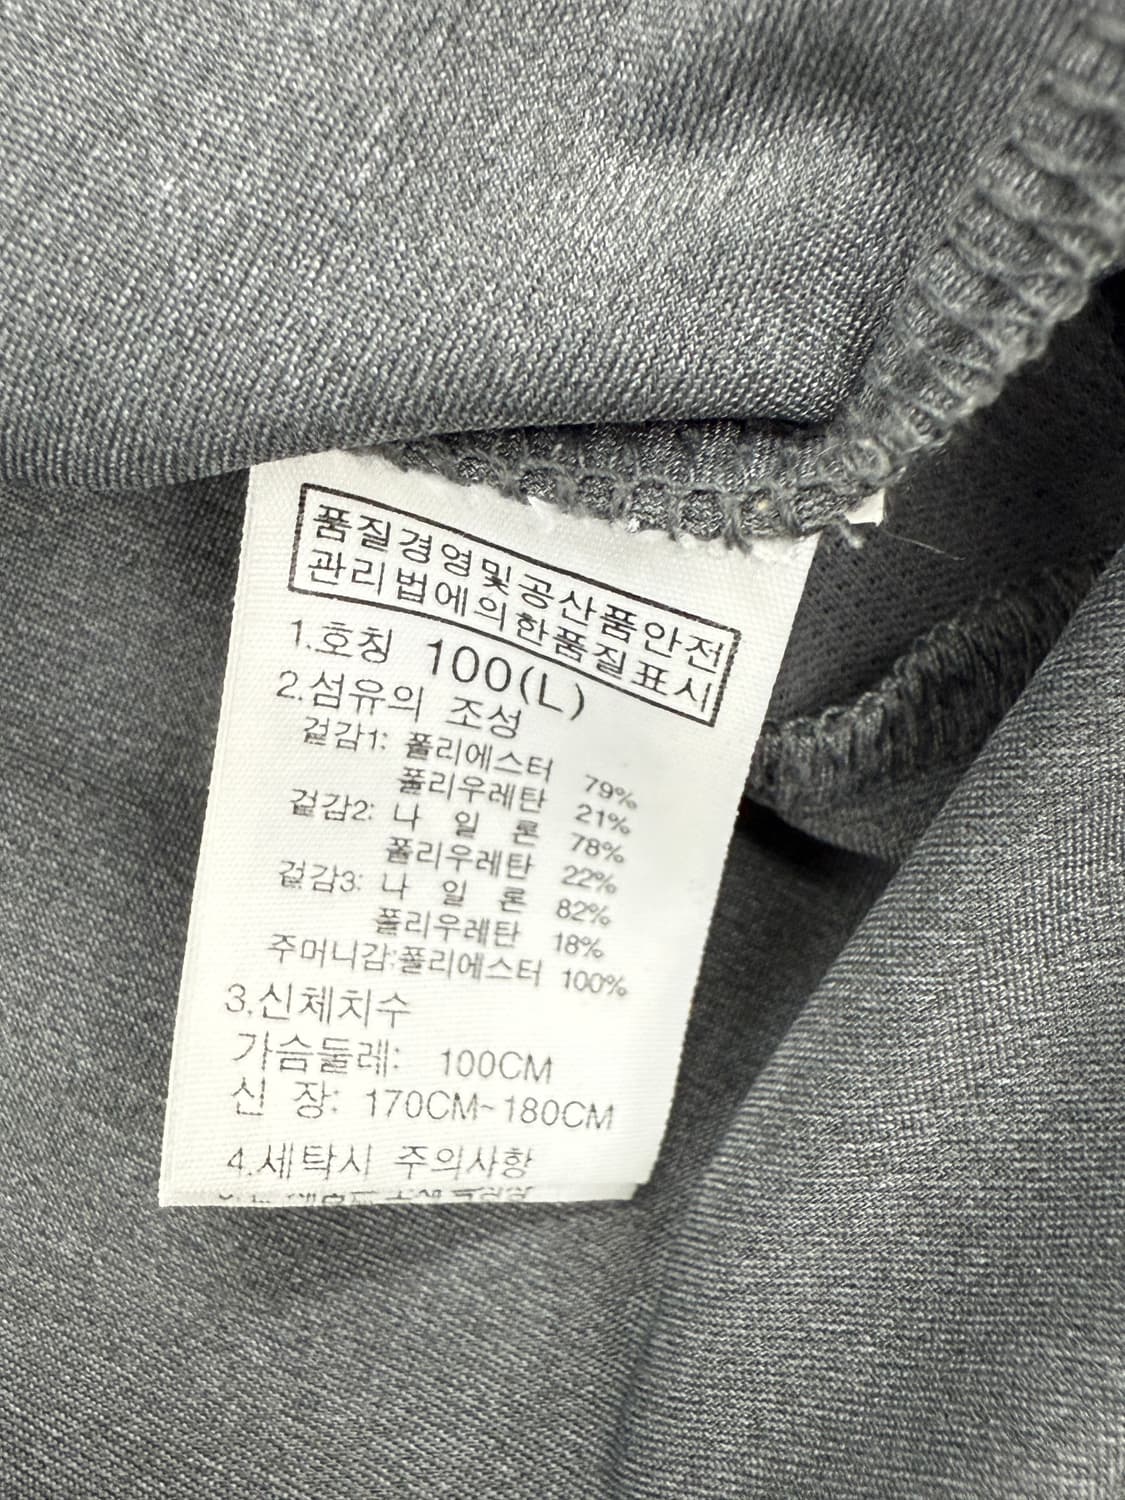 품질경영및공산품안전
관리법에의한품질표시
1.호칭 100(L)
2.섬유의 조성
겉감1: 폴리에스터 79%
폴리우레탄 21%
겉감2: 나 일 론 78%
폴리우레탄 22%
겉감3: 나 일 론 82%
폴리우레탄 18%
주머니감:폴리에스터 100%
3.신체치수
가슴둘레: 100CM
신 장: 170CM~180CM
4.세탁시 주의사항